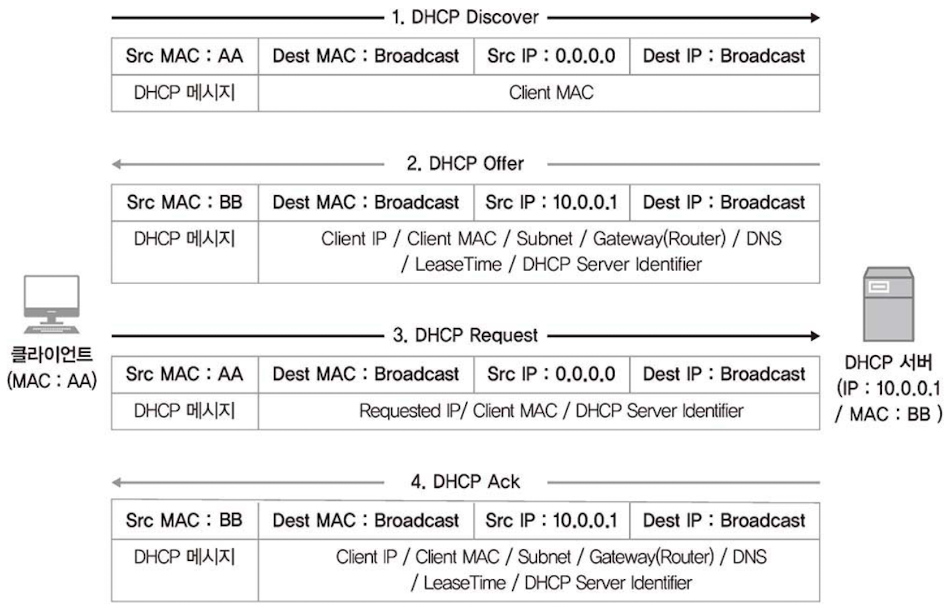 1. DHCP Discover
Src MAC : AA Dest MAC : Broadcast Src IP : 0.0.0.0 Dest IP : Broadcast
DHCP 메시지 Client MAC
2. DHCP Offer
Src MAC : BB Dest MAC : Broadcast Src IP : 10.0.0.1 Dest IP : Broadcast
DHCP 메시지 Client IP / Client MAC / Subnet / Gateway(Router) / DNS
/ LeaseTime / DHCP Server Identifier
클라이언트
(MAC : AA)
3. DHCP Request
Src MAC : AA Dest MAC : Broadcast Src IP : 0.0.0.0 Dest IP : Broadcast
DHCP 메시지 Requested IP/ Client MAC / DHCP Server Identifier
DHCP 서버
(IP : 10.0.0.1
/ MAC : BB )
4. DHCP Ack
Src MAC : BB Dest MAC : Broadcast Src IP : 10.0.0.1 Dest IP : Broadcast
DHCP 메시지 Client IP / Client MAC / Subnet / Gateway(Router) / DNS
/ LeaseTime / DHCP Server Identifier